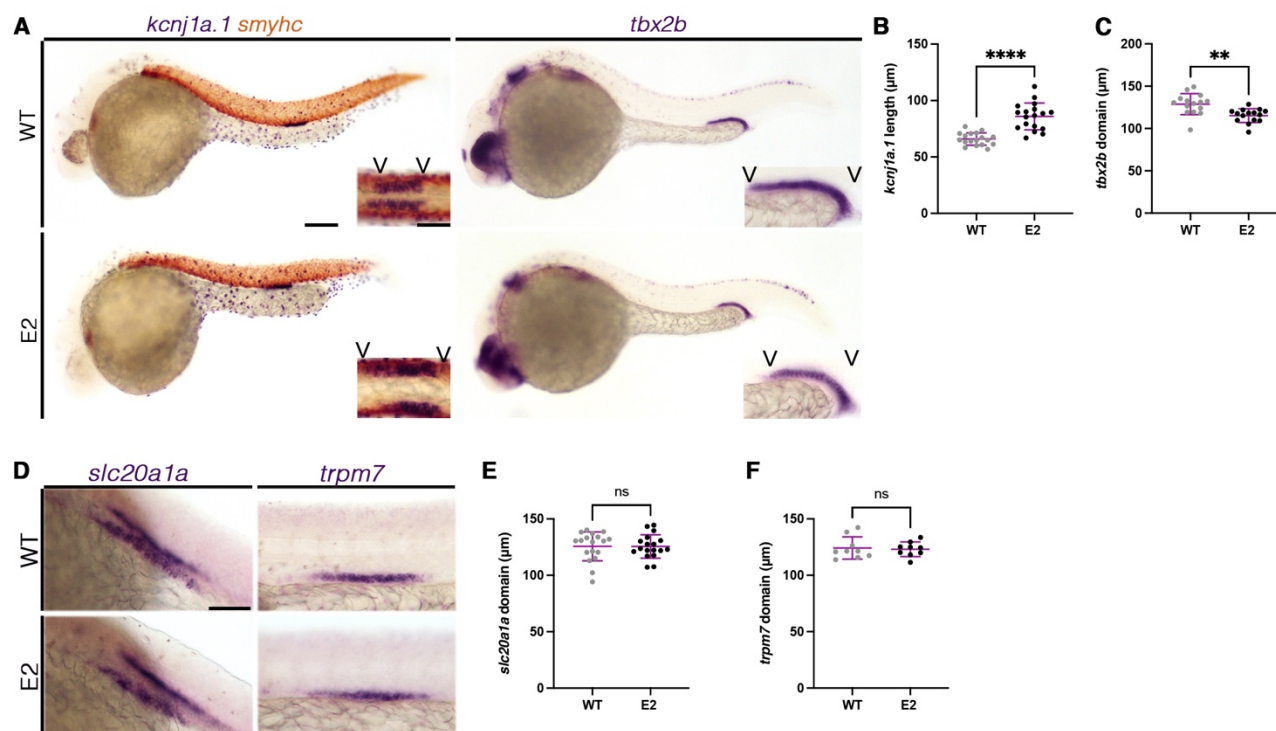 A
kcnj1a.1 smyhc
tbx2b
WT
E2
V V
V V
V V
V V
B
kcnj1a.1 length (µm)
150
100
50
0
****
WT E2
C
tbx2b domain (µm)
200
150
100
50
0
**
WT E2
D
slc20a1a
trpm7
WT
E2
E
slc20a1a domain (µm)
150
100
50
0
ns
WT E2
F
trpm7 domain (µm)
150
100
50
0
ns
WT E2